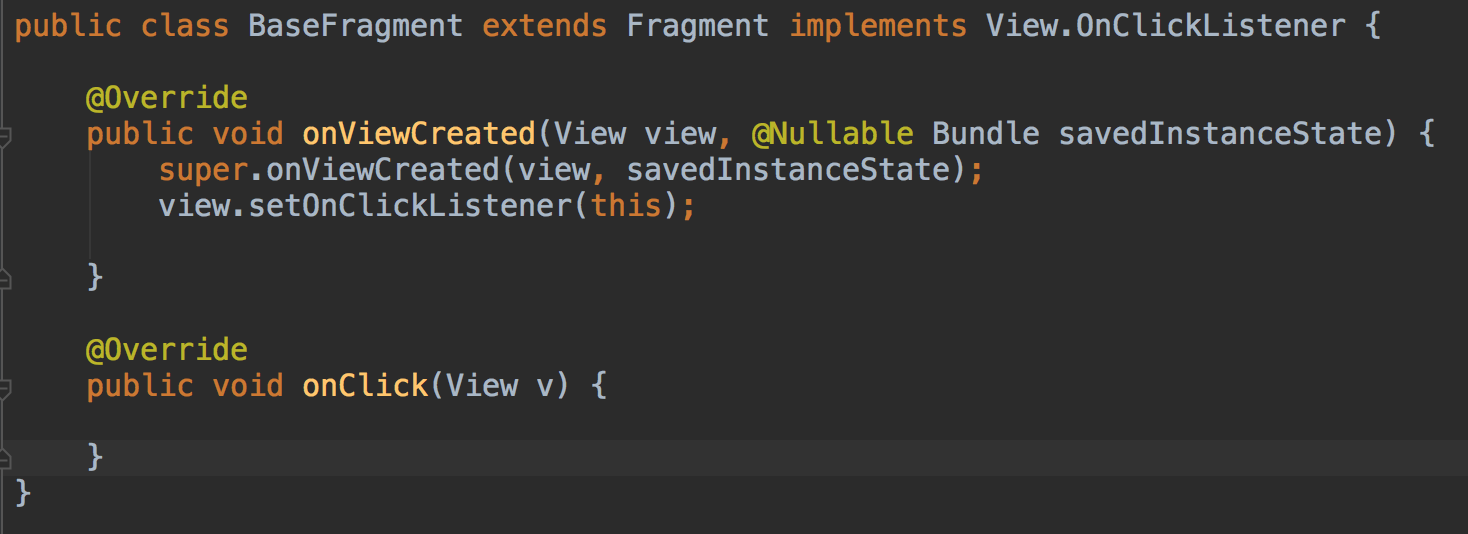 public class BaseFragment extends Fragment implements View.OnClickListener {
@Override
public void onViewCreated(View view, @Nullable Bundle savedInstanceState) {
super.onViewCreated(view, savedInstanceState);
view.setOnClickListener(this);
}
@Override
public void onClick(View v) {
}
}